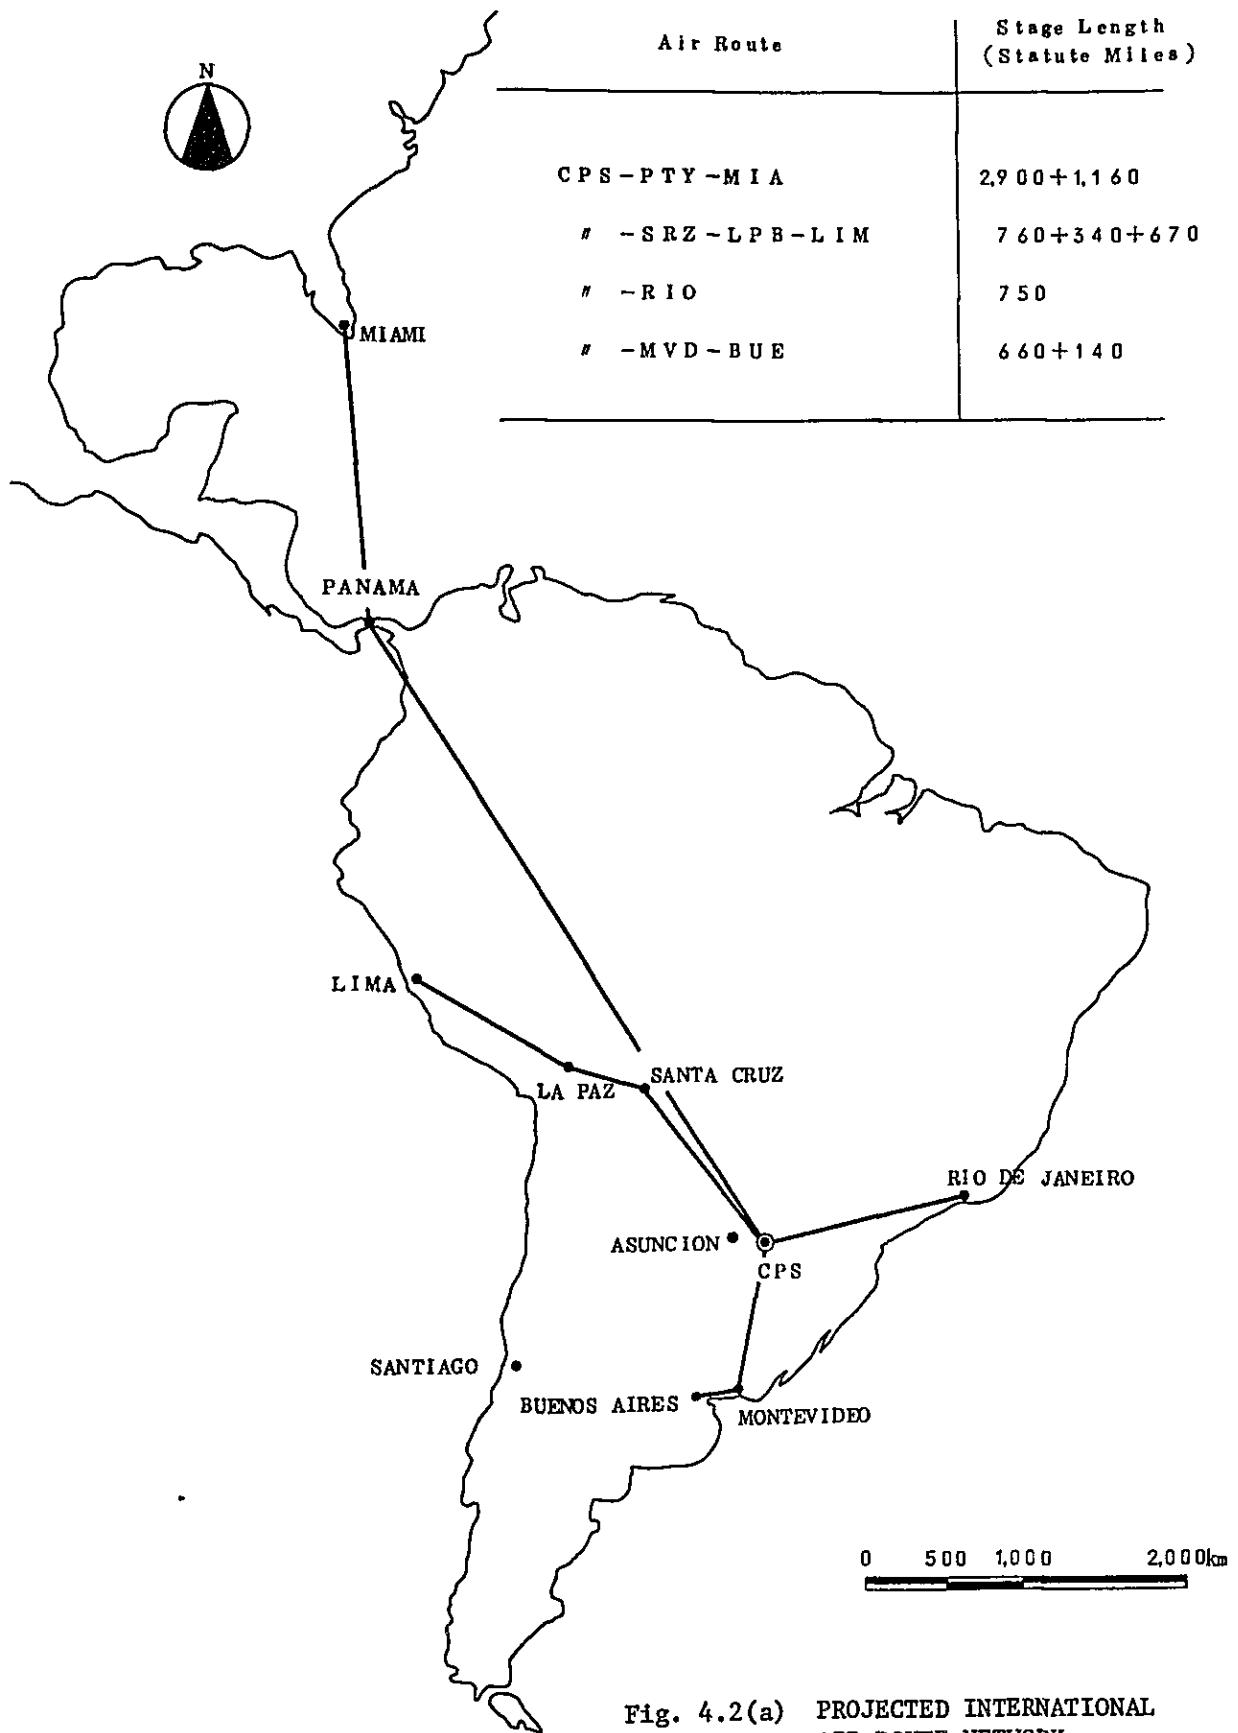 Air Route Stage Length
(Statute Miles)
N
CPS-PTY-MIA 2,900+1,160
〃 -SRZ-LPB-LIM 760+340+670
〃 -RIO 750
〃 -MVD-BUE 660+140
MIAMI
PANAMA
LIMA
LA PAZ
SANTA CRUZ
RIO DE JANEIRO
ASUNCION
CPS
SANTIAGO
BUENOS AIRES
MONTEVIDEO
0 500 1,000 2,000km
Fig. 4.2(a) PROJECTED INTERNATIONAL